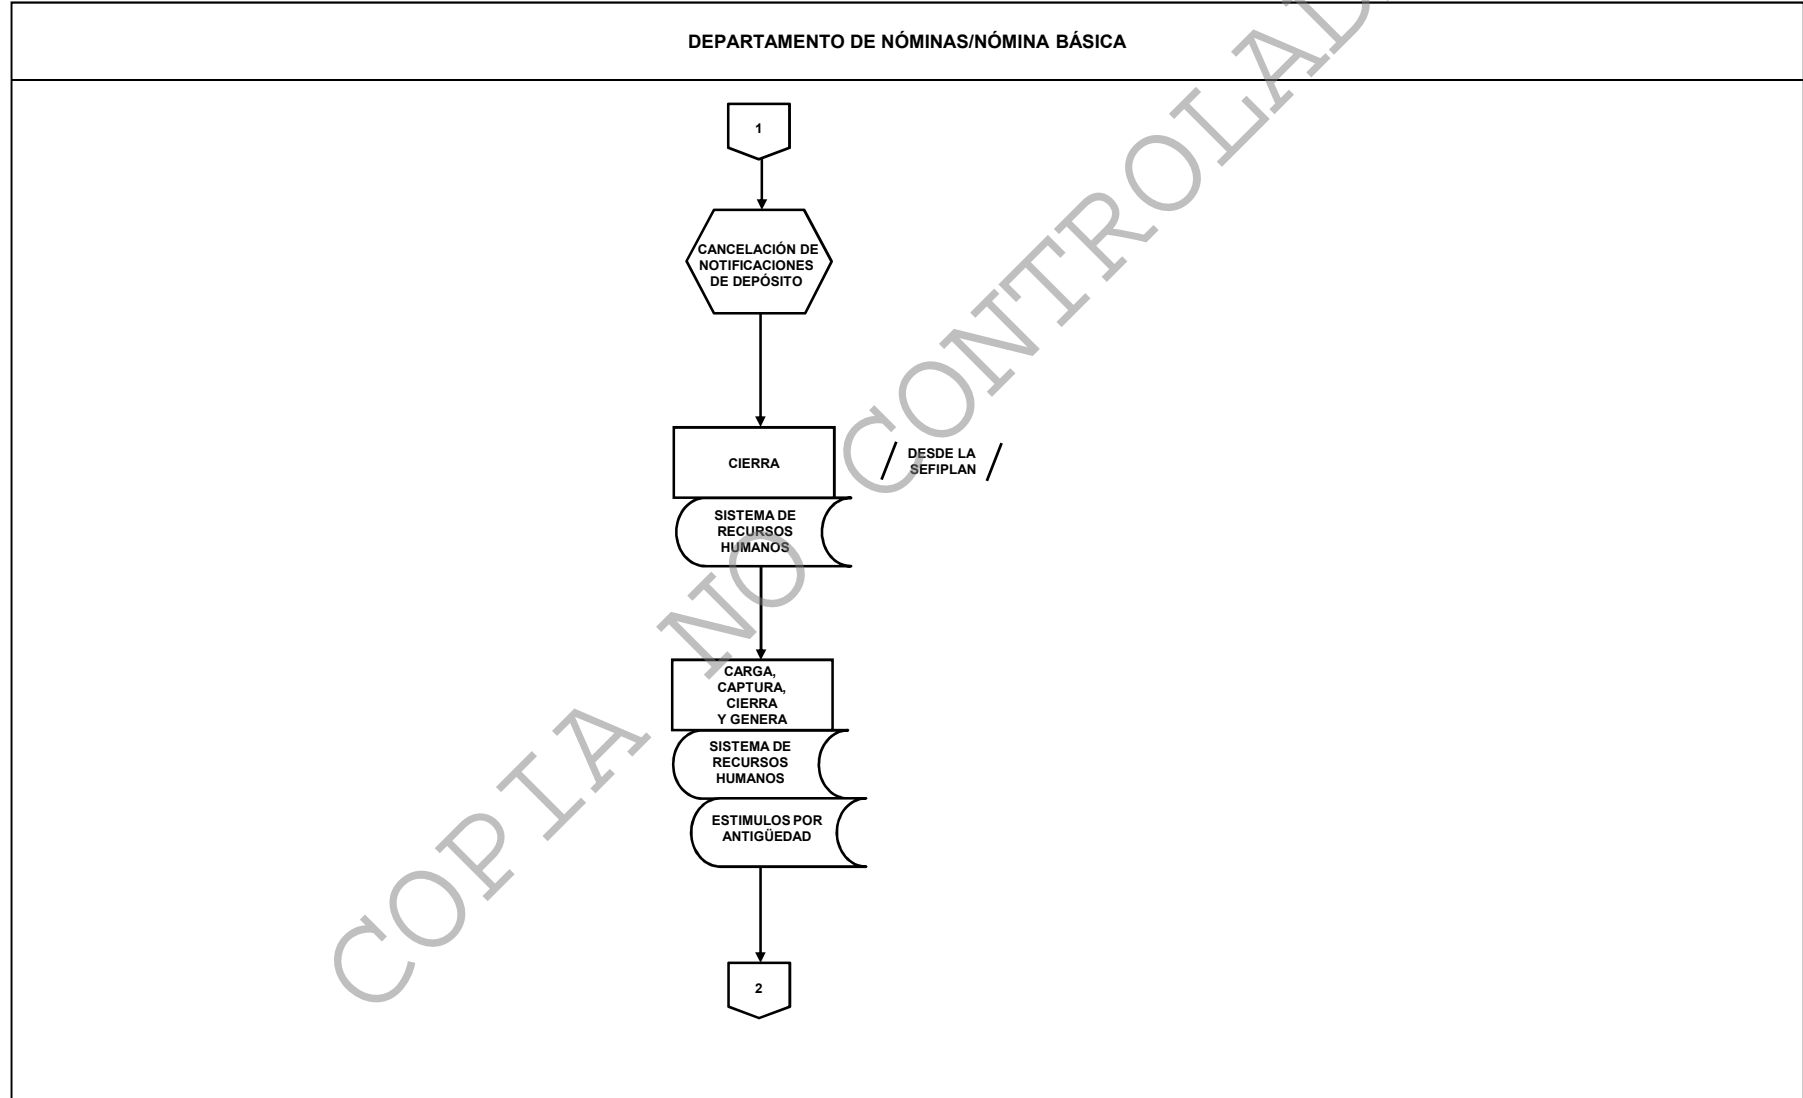 DEPARTAMENTO DE NÓMINAS/NÓMINA BÁSICA
1
CANCELACIÓN DE
NOTIFICACIONES
DE DEPÓSITO
CIERRA
/ DESDE LA
SEFIPLAN /
SISTEMA DE
RECURSOS
HUMANOS
CARGA,
CAPTURA,
CIERRA
Y GENERA
SISTEMA DE
RECURSOS
HUMANOS
ESTIMULOS POR
ANTIGÜEDAD
2
COPIA NO CONTROLAD